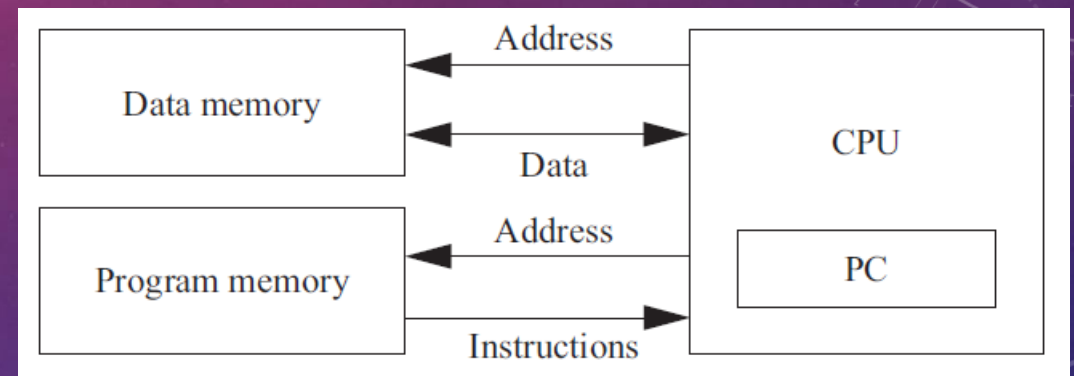 Address
Data memory
CPU
Data
Address
Program memory
PC
Instructions